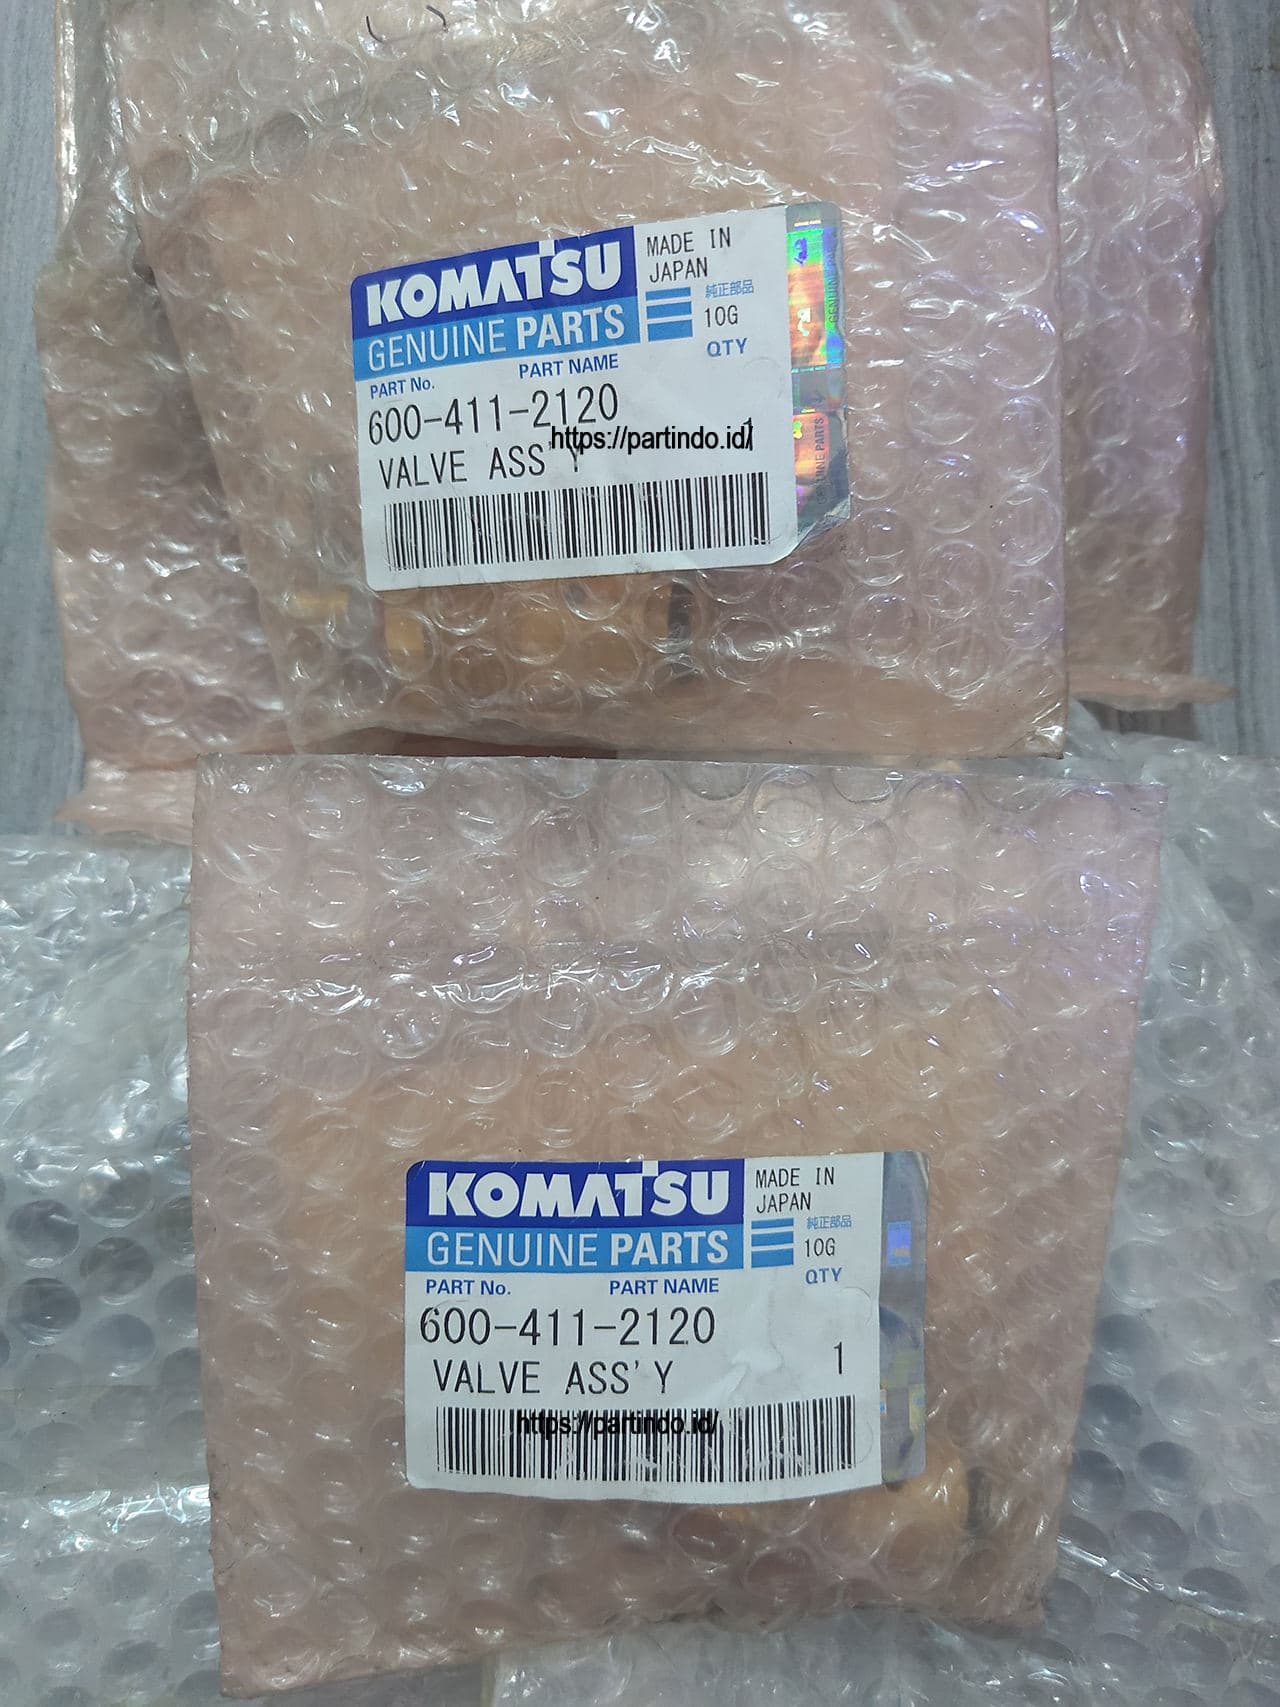 KOMATSU
GENUINE PARTS
MADE IN
JAPAN
純正部品
10G
QTY
PART No.
PART NAME
600-411-2120
1
https://partindo.id/
VALVE ASS'Y
GENUINE PARTS
KOMATSU
GENUINE PARTS
MADE IN
JAPAN
純正部品
10G
QTY
PART No.
PART NAME
600-411-2120
VALVE ASS'Y
1
https://partindo.id/